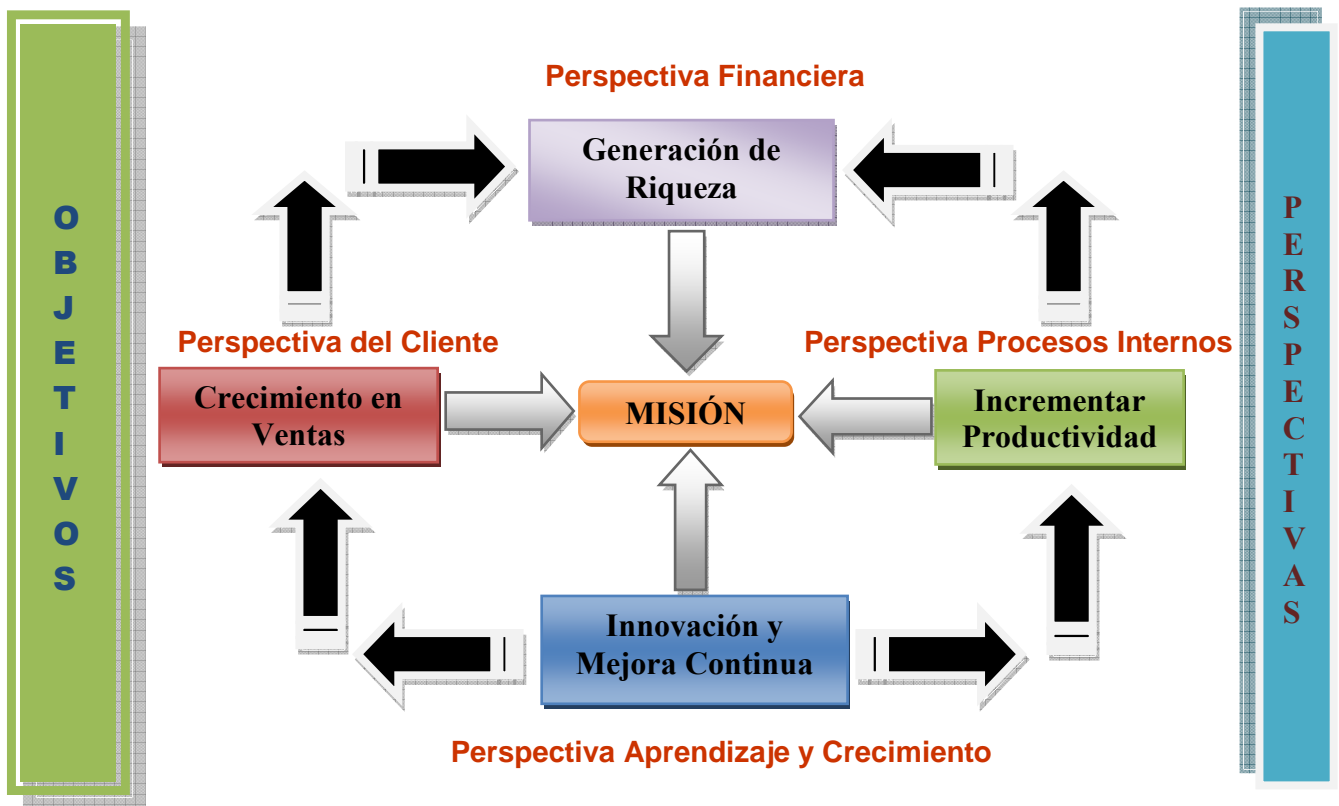 OBJETIVOS
Perspectiva Financiera
Generación de
Riqueza
Perspectiva del Cliente
Crecimiento en
Ventas
MISIÓN
Perspectiva Procesos Internos
Incrementar
Productividad
Innovación y
Mejora Continua
Perspectiva Aprendizaje y Crecimiento
PERSPECTIVAS